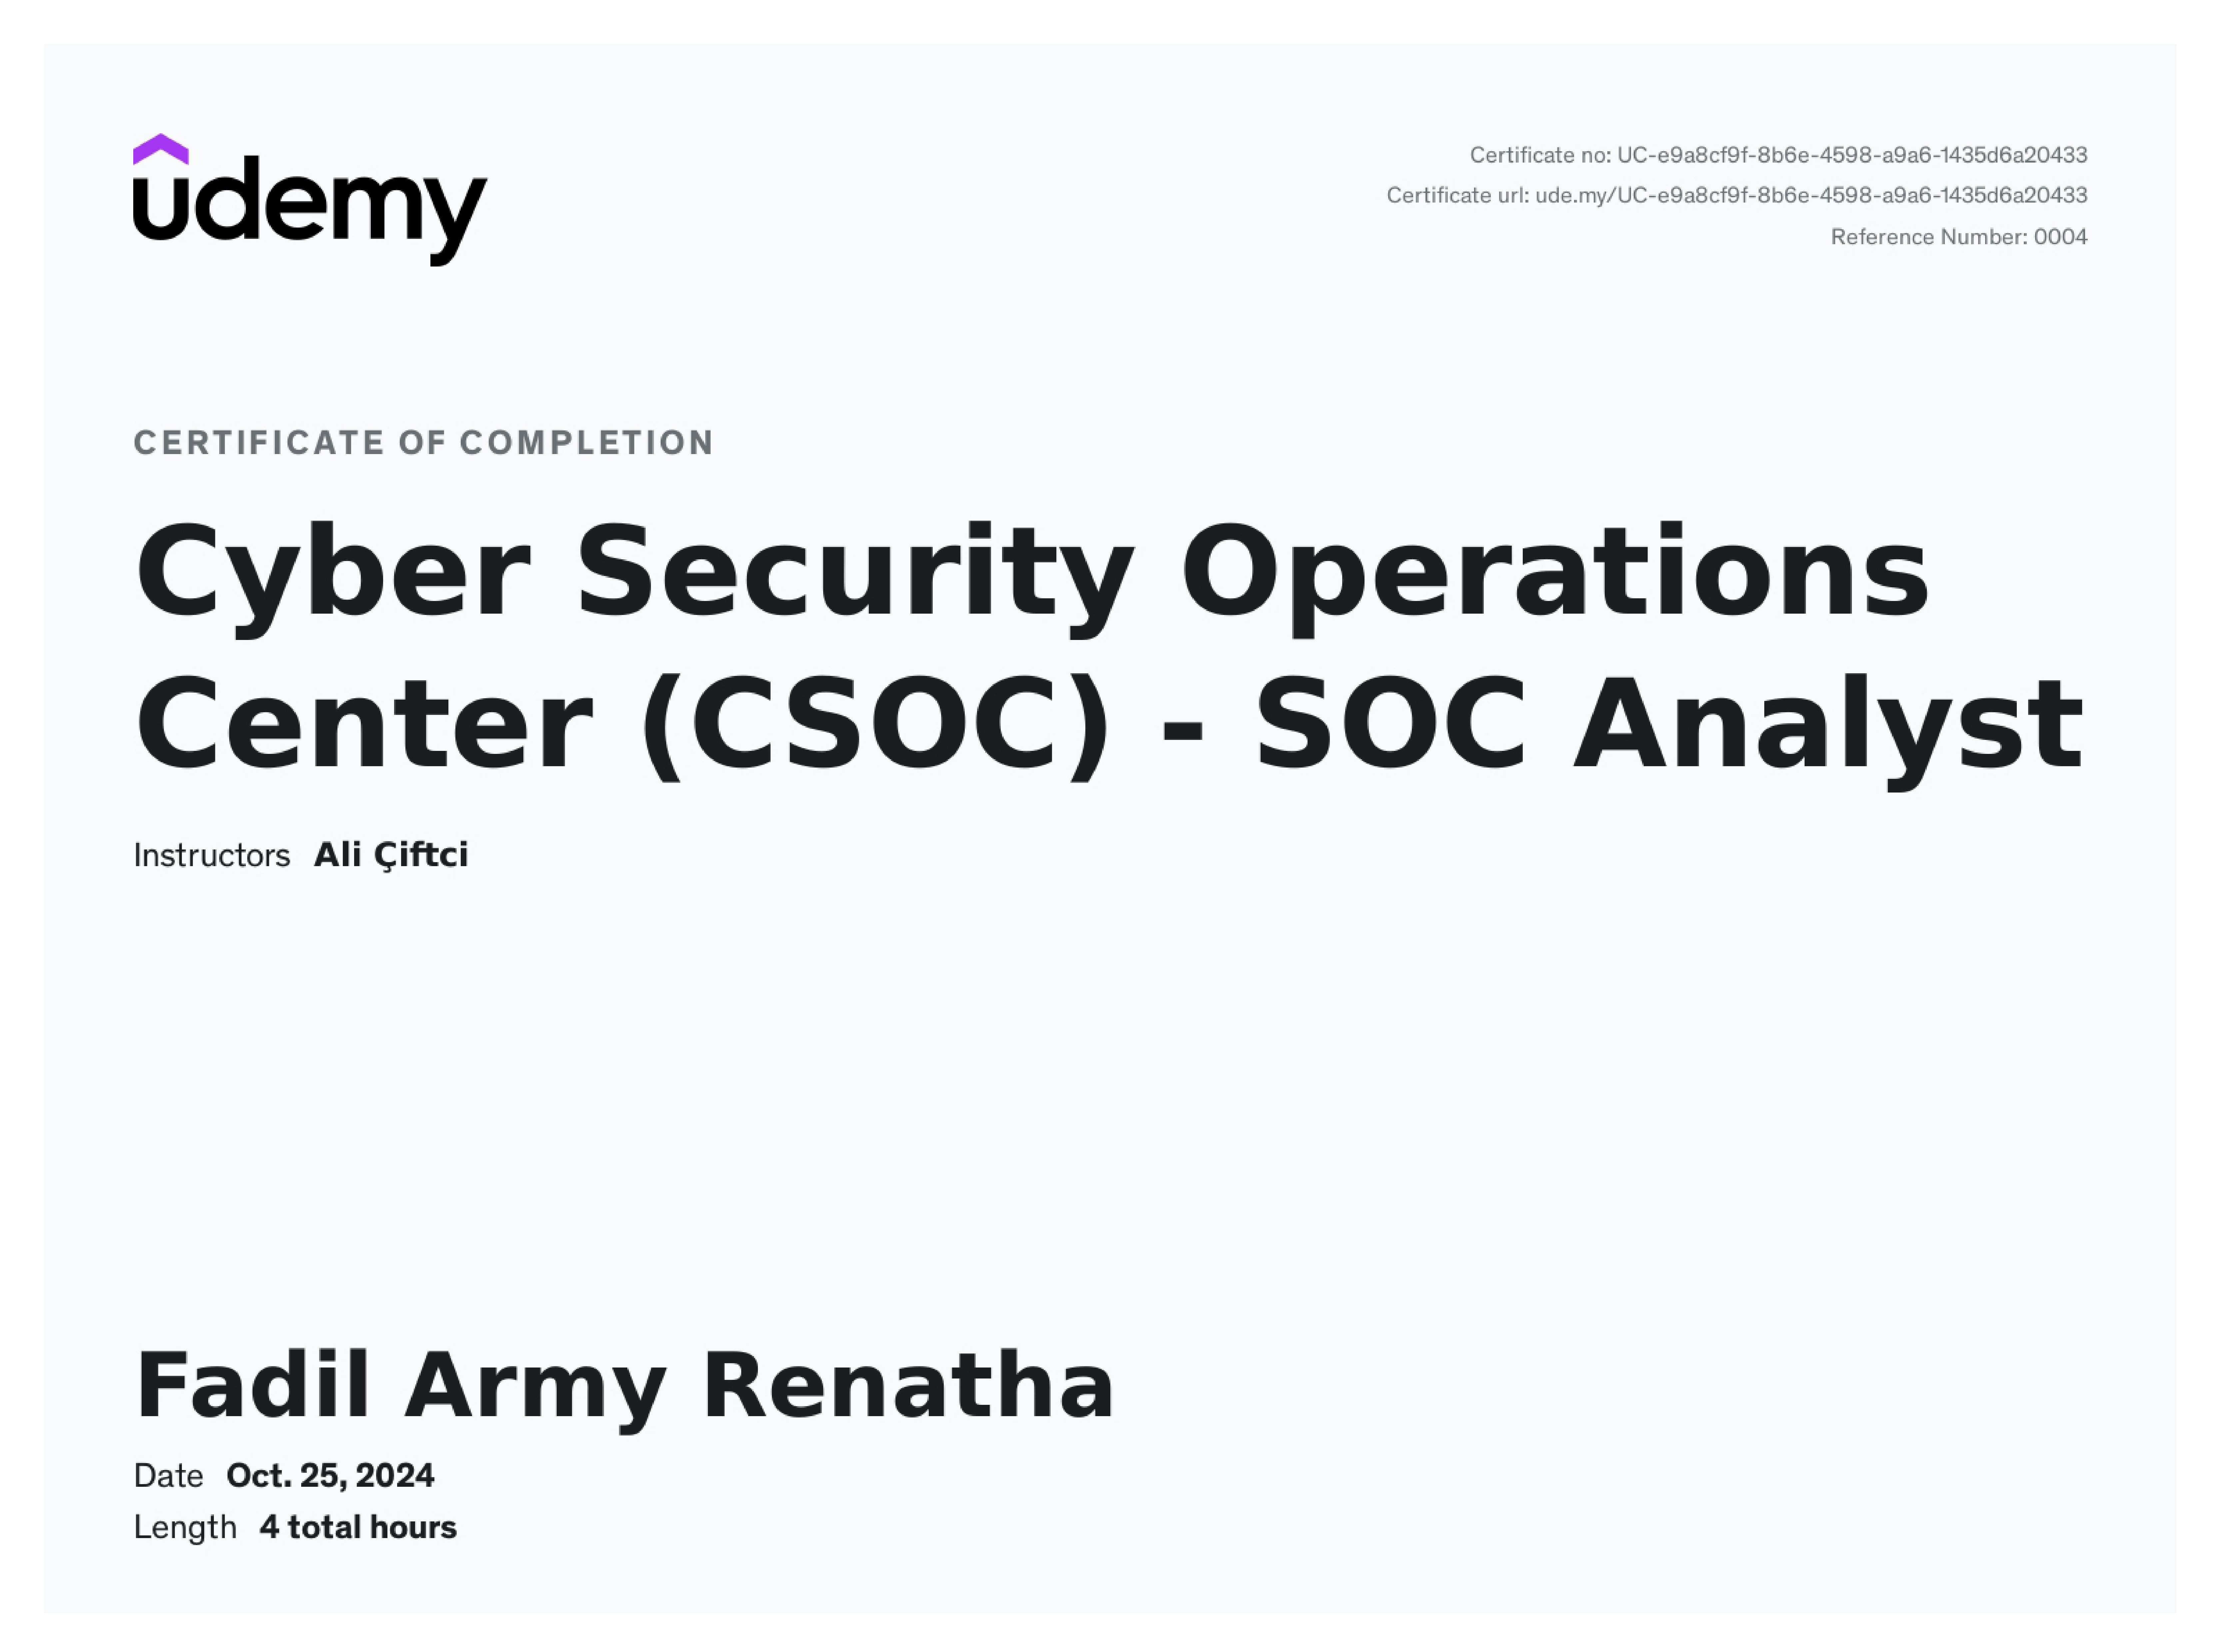 udemy
Certificate no: UC-e9a8cf9f-8b6e-4598-a9a6-1435d6a20433
Certificate url: ude.my/UC-e9a8cf9f-8b6e-4598-a9a6-1435d6a20433
Reference Number: 0004
CERTIFICATE OF COMPLETION
Cyber Security Operations
Center (CSOC) - SOC Analyst
Instructors Ali Çiftci
Fadil Army Renatha
Date Oct. 25, 2024
Length 4 total hours